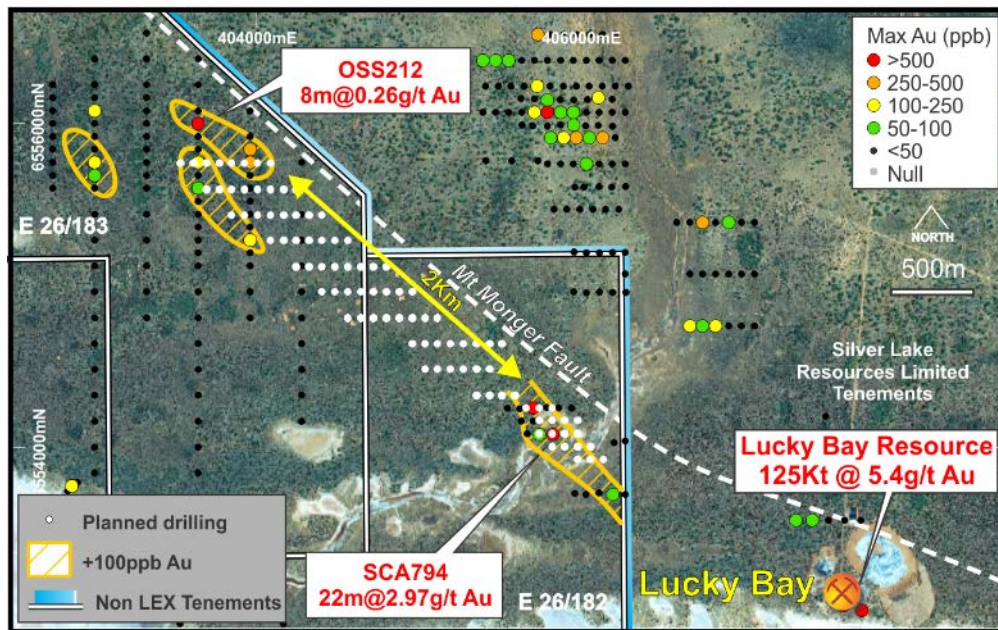 404000mE
406000mE
6556000mN
6554000mN
OSS212
8m@0.26g/t Au
Max Au (ppb)
>500
250-500
100-250
50-100
<50
Null
NORTH
500m
E 26/183
2Km
Mt Monger Fault
Silver Lake
Resources Limited
Tenements
Lucky Bay Resource
125Kt @ 5.4g/t Au
Planned drilling
+100ppb Au
Non LEX Tenements
SCA794
22m@2.97g/t Au
E 26/182
Lucky Bay